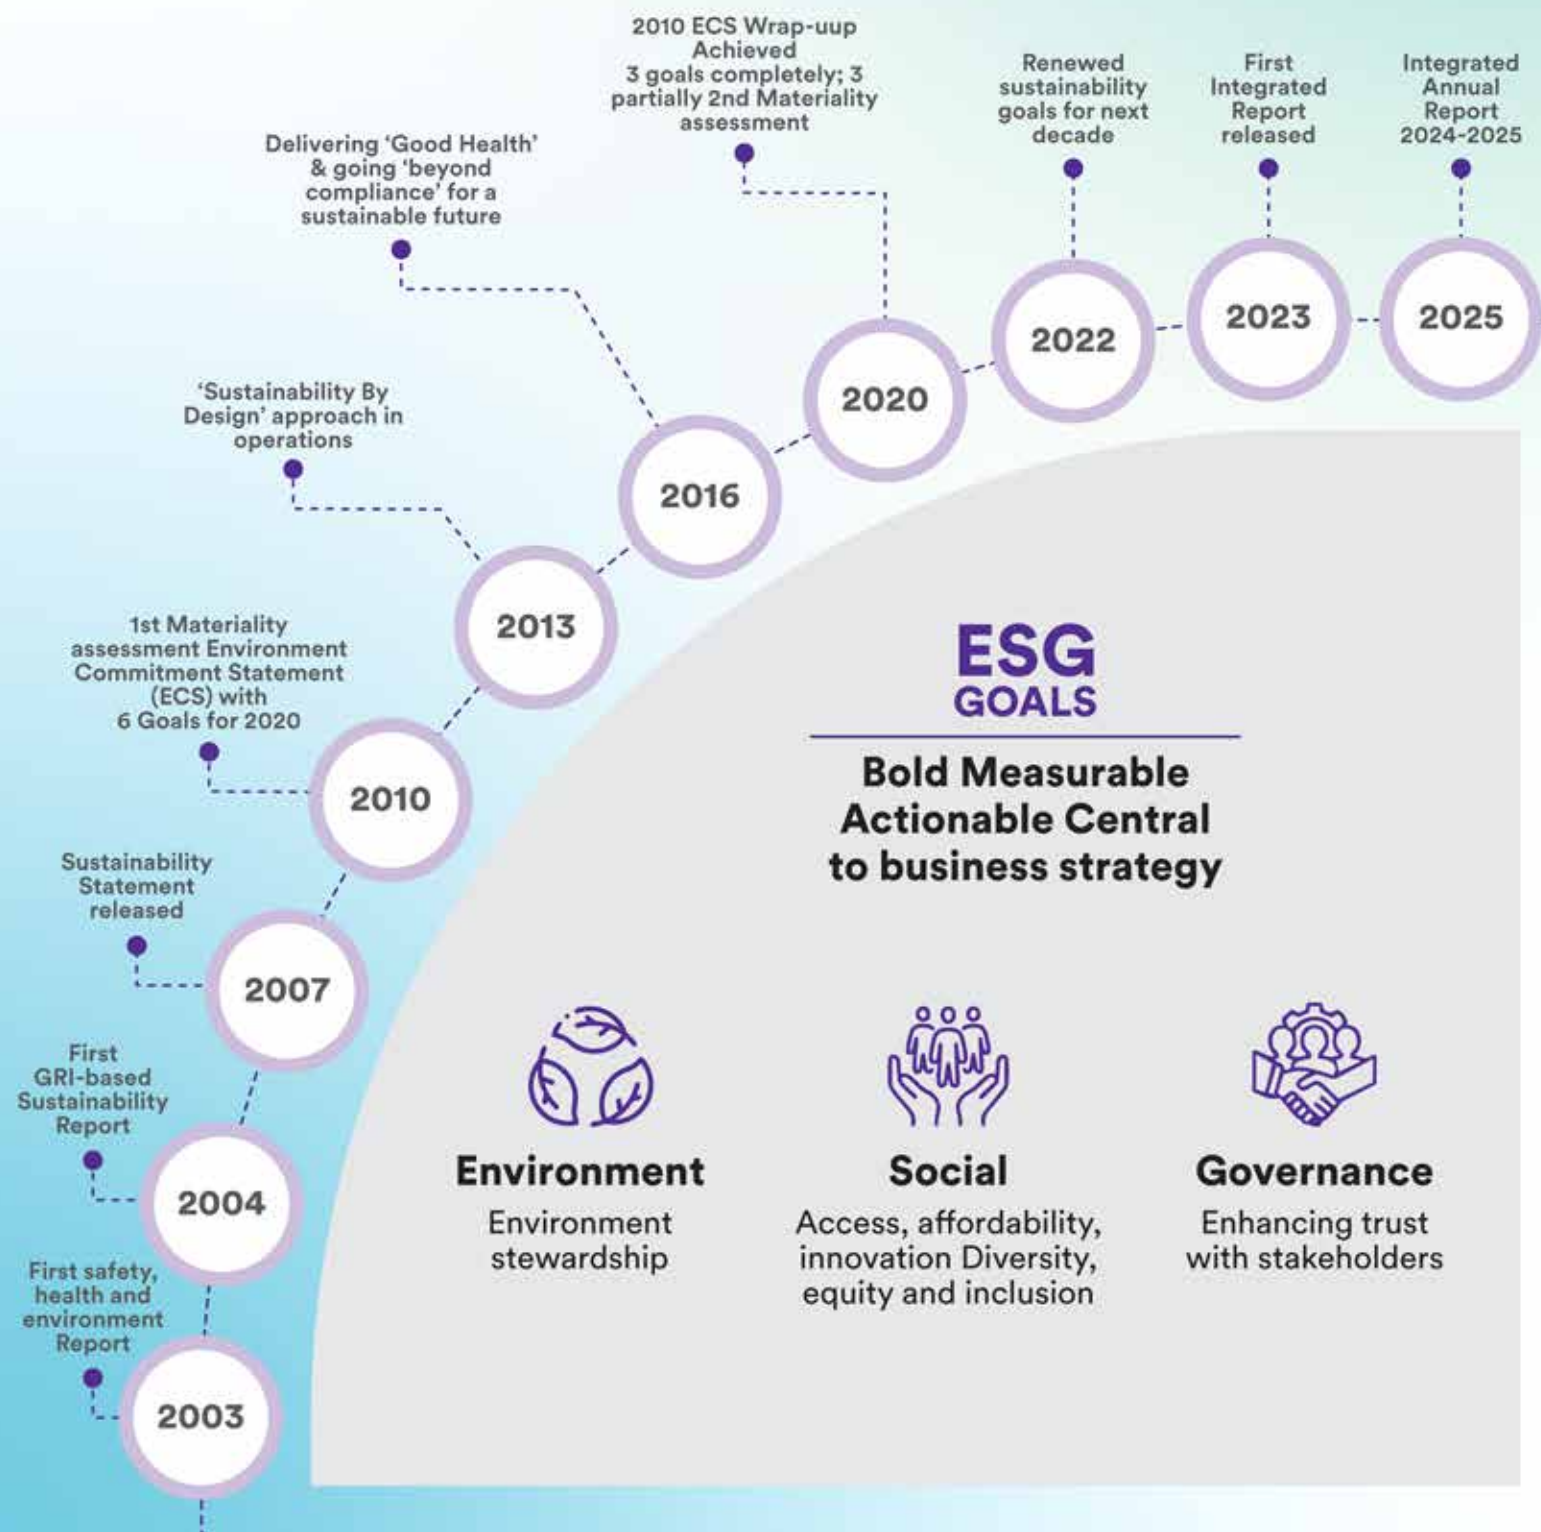 2010 ECS Wrap-uup
Achieved
3 goals completely; 3
partially 2nd Materiality
assessment
Renewed
sustainability
goals for next
decade
First
Integrated
Report
released
Integrated
Annual
Report
2024-2025
Delivering ‘Good Health’
& going ‘beyond
compliance’ for a
sustainable future
2025
2023
2022
2020
‘Sustainability By
Design’ approach in
operations
2016
2013
1st Materiality
assessment Environment
Commitment Statement
(ECS) with
6 Goals for 2020
2010
Sustainability
Statement
released
2007
First
GRI-based
Sustainability
Report
2004
First safety,
health and
environment
Report
2003
ESG
GOALS
Bold Measurable
Actionable Central
to business strategy
Environment
Environment
stewardship
Social
Access, affordability,
innovation Diversity,
equity and inclusion
Governance
Enhancing trust
with stakeholders